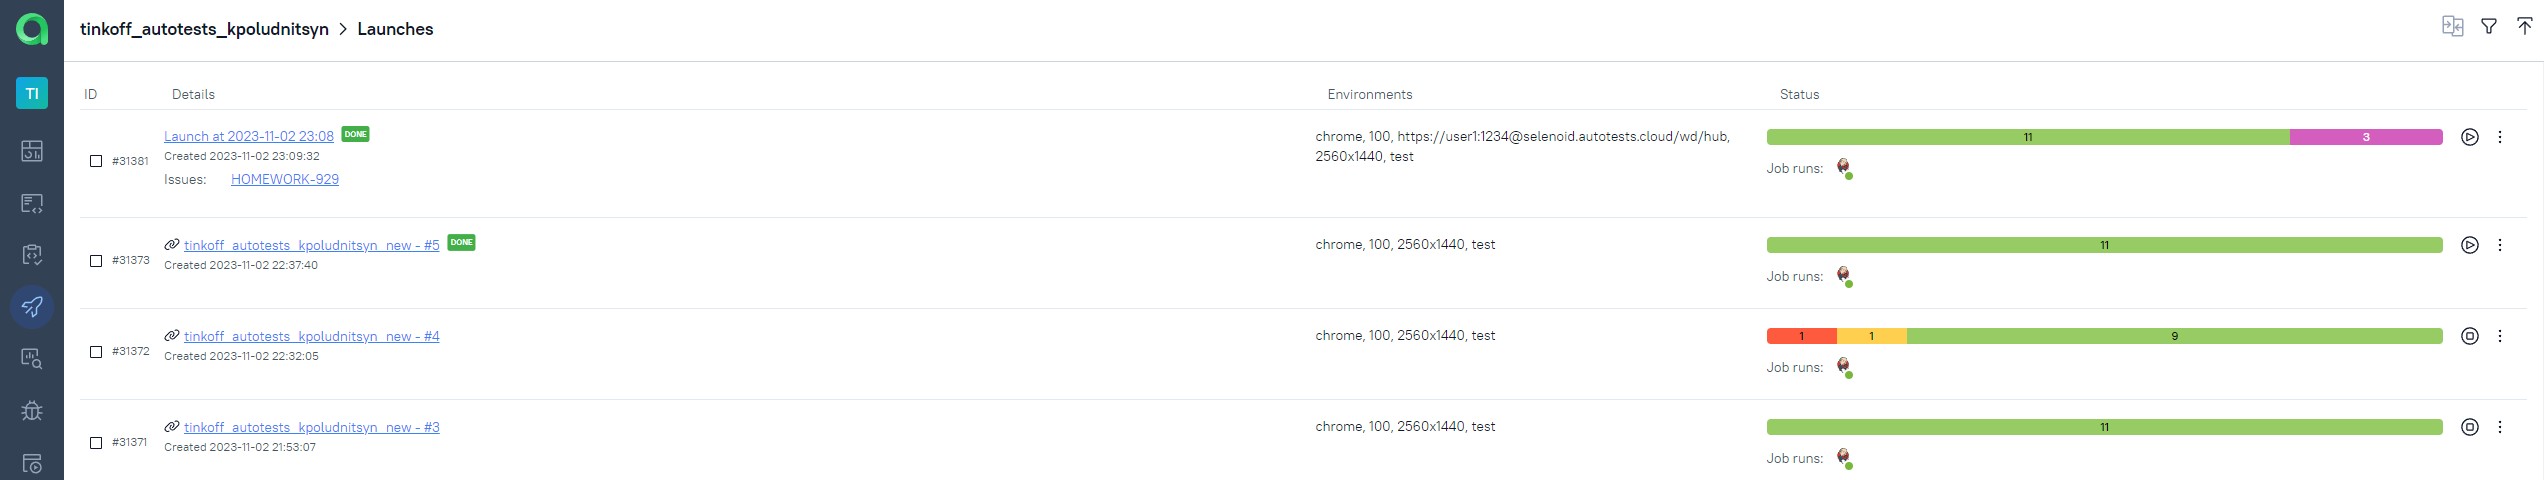 tinkoff_autotests_kpoludnitsyn > Launches
TI
ID Details Environments Status
#31381
Launch at 2023-11-02 23:08 DONE
Created 2023-11-02 23:09:32
Issues: HOMEWORK-929
chrome, 100, https://user1:1234@selenoid.autotests.cloud/wd/hub,
2560x1440, test
11 3
Job runs:
#31373
tinkoff_autotests_kpoludnitsyn_new - #5 DONE
Created 2023-11-02 22:37:40
chrome, 100, 2560x1440, test
11
Job runs:
#31372
tinkoff_autotests_kpoludnitsyn_new - #4
Created 2023-11-02 22:32:05
chrome, 100, 2560x1440, test
1 1 9
Job runs:
#31371
tinkoff_autotests_kpoludnitsyn_new - #3
Created 2023-11-02 21:53:07
chrome, 100, 2560x1440, test
11
Job runs: